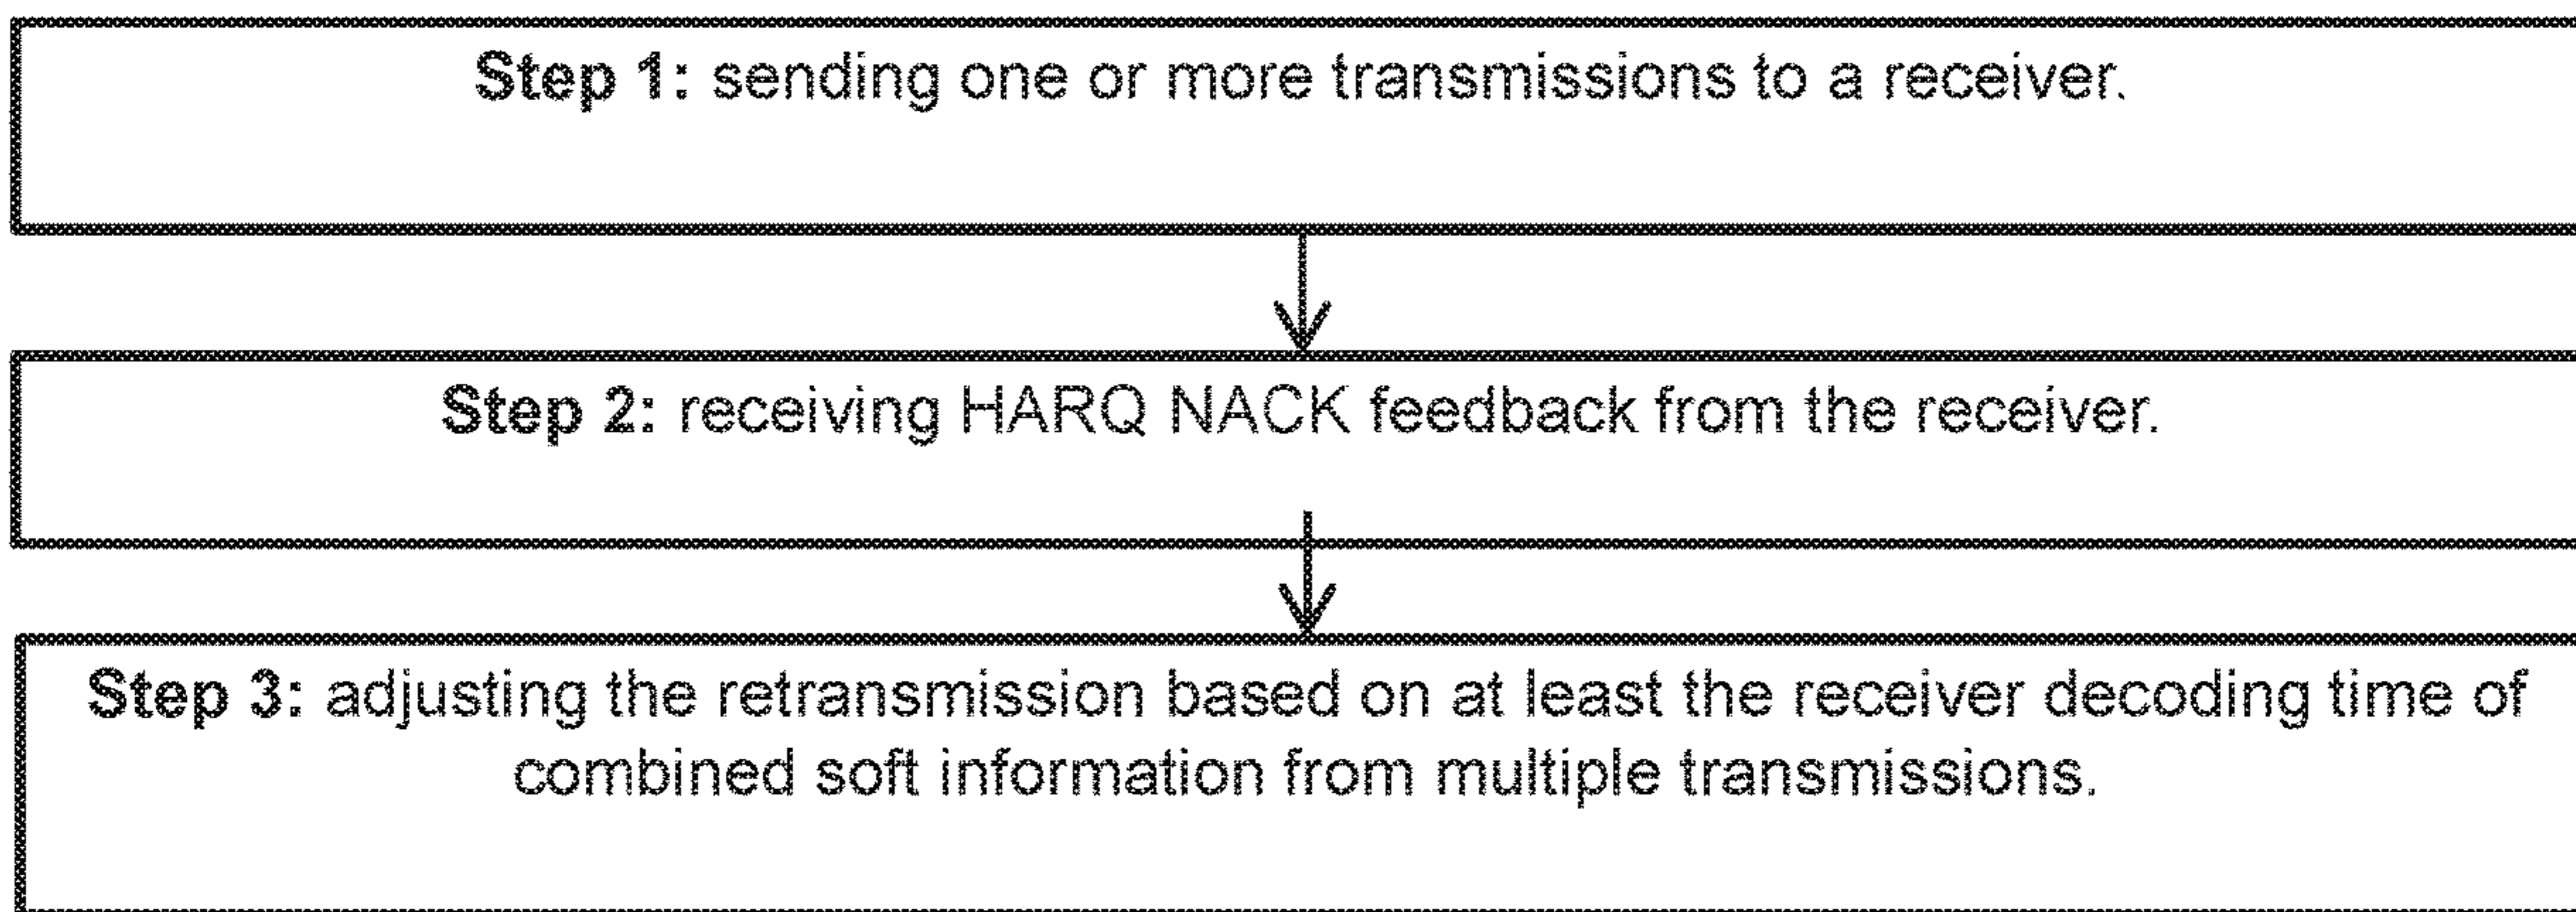 Step 1: sending one or more transmissions to a receiver.
Step 2: receiving HARQ NACK feedback from the receiver.
Step 3: adjusting the retransmission based on at least the receiver decoding time of
combined soft information from multiple transmissions.